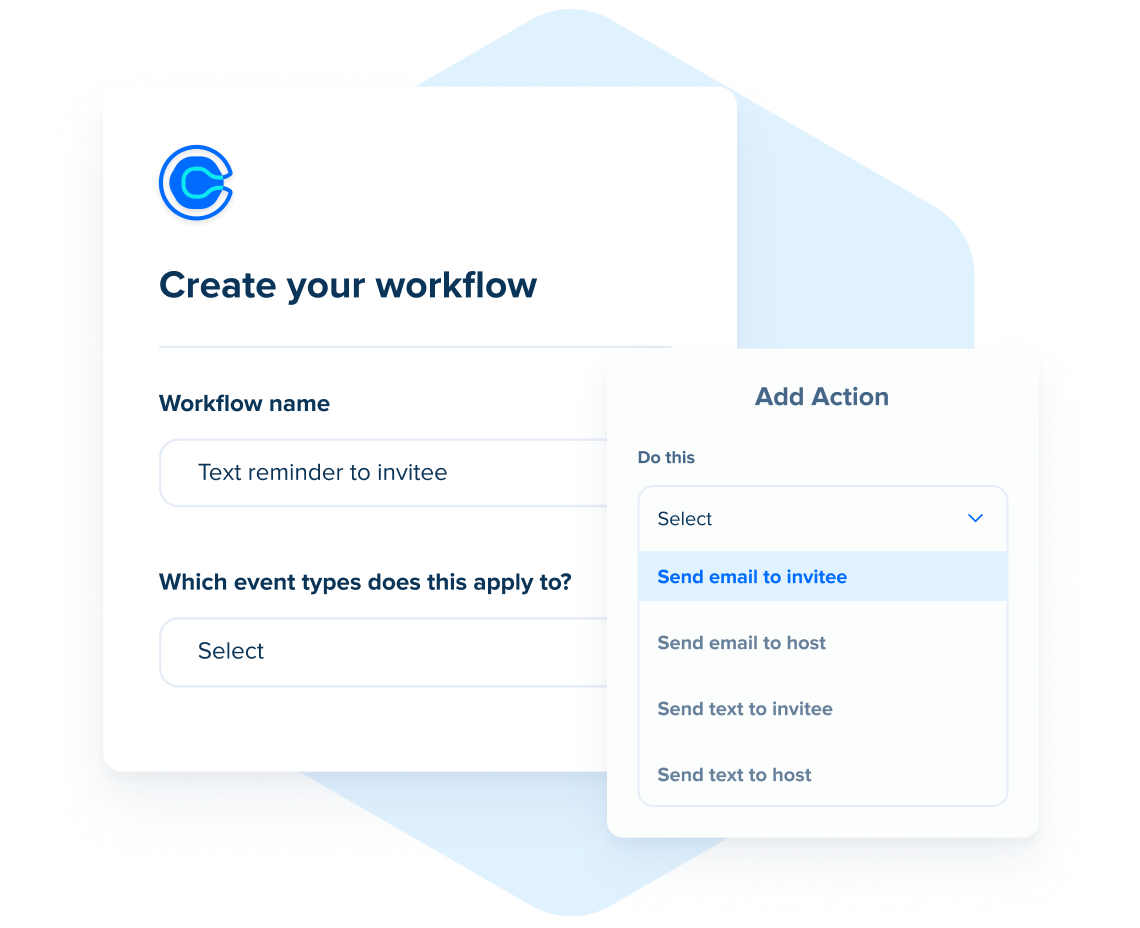 Create your workflow
Workflow name
Text reminder to invitee
Which event types does this apply to?
Select
Add Action
Do this
Select
Send email to invitee
Send email to host
Send text to invitee
Send text to host